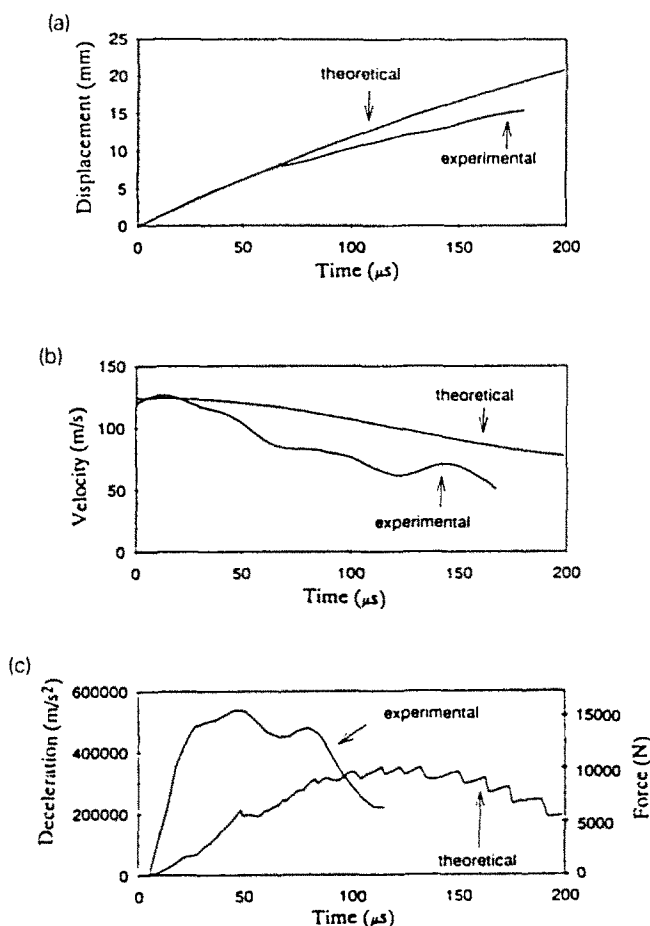 (a)
25
20
15
10
5
0
Displacement (mm)
theoretical
experimental
0 50 100 150 200
Time (μs)
(b)
150
100
50
0
Velocity (m/s)
theoretical
experimental
0 50 100 150 200
Time (μs)
(c)
600000
400000
200000
0
Deceleration (m/s²)
experimental
theoretical
15000
10000
5000
0
Force (N)
0 50 100 150 200
Time (μs)